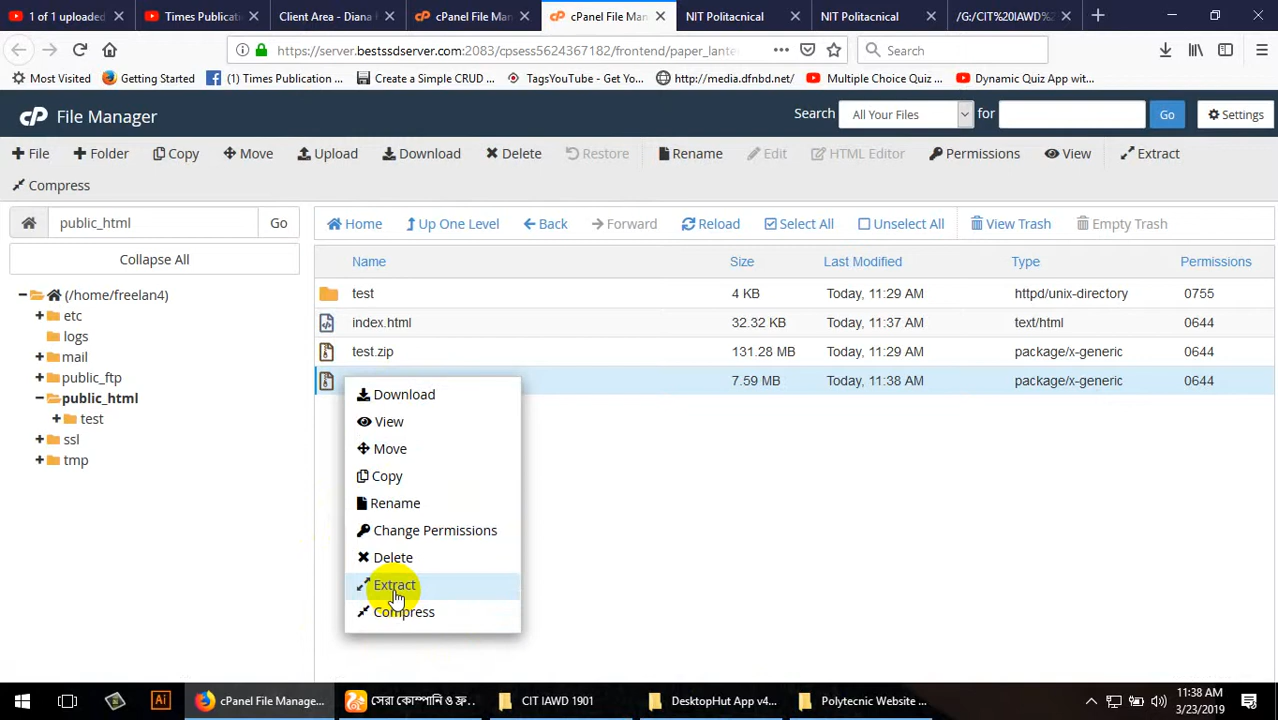 1 of 1 uploaded
Times Publicati
Client Area - Diana H
cPanel File Man
cPanel File Man
NIT Politacnical
NIT Politacnical
/G:/CIT%20IAWD%
https://server.bestssdserver.com:2083/cpsess5624367182/frontend/paper_lante
Search
Most Visited
Getting Started
(1) Times Publication ...
Create a Simple CRUD ...
TagsYouTube - Get Yo...
http://media.dfnbd.net/
Multiple Choice Quiz ...
Dynamic Quiz App wit...
cP File Manager
Search
All Your Files
for
Go
Settings
File
Folder
Copy
Move
Upload
Download
Delete
Restore
Rename
Edit
HTML Editor
Permissions
View
Extract
Compress
public_html
Go
Home
Up One Level
Back
Forward
Reload
Select All
Unselect All
View Trash
Empty Trash
Collapse All
(/home/freelan4)
etc
logs
mail
public_ftp
public_html
test
ssl
tmp
Name Size Last Modified Type Permissions
test 4 KB Today, 11:29 AM httpd/unix-directory 0755
index.html 32.32 KB Today, 11:37 AM text/html 0644
test.zip 131.28 MB Today, 11:29 AM package/x-generic 0644
7.59 MB Today, 11:38 AM package/x-generic 0644
Download
View
Move
Copy
Rename
Change Permissions
Delete
Extract
Compress
Ai
cPanel File Manage...
সেরা কোম্পানি ও ফ্র...
CIT IAWD 1901
DesktopHut App v4...
Polytecnic Website ...
11:38 AM
3/23/2019